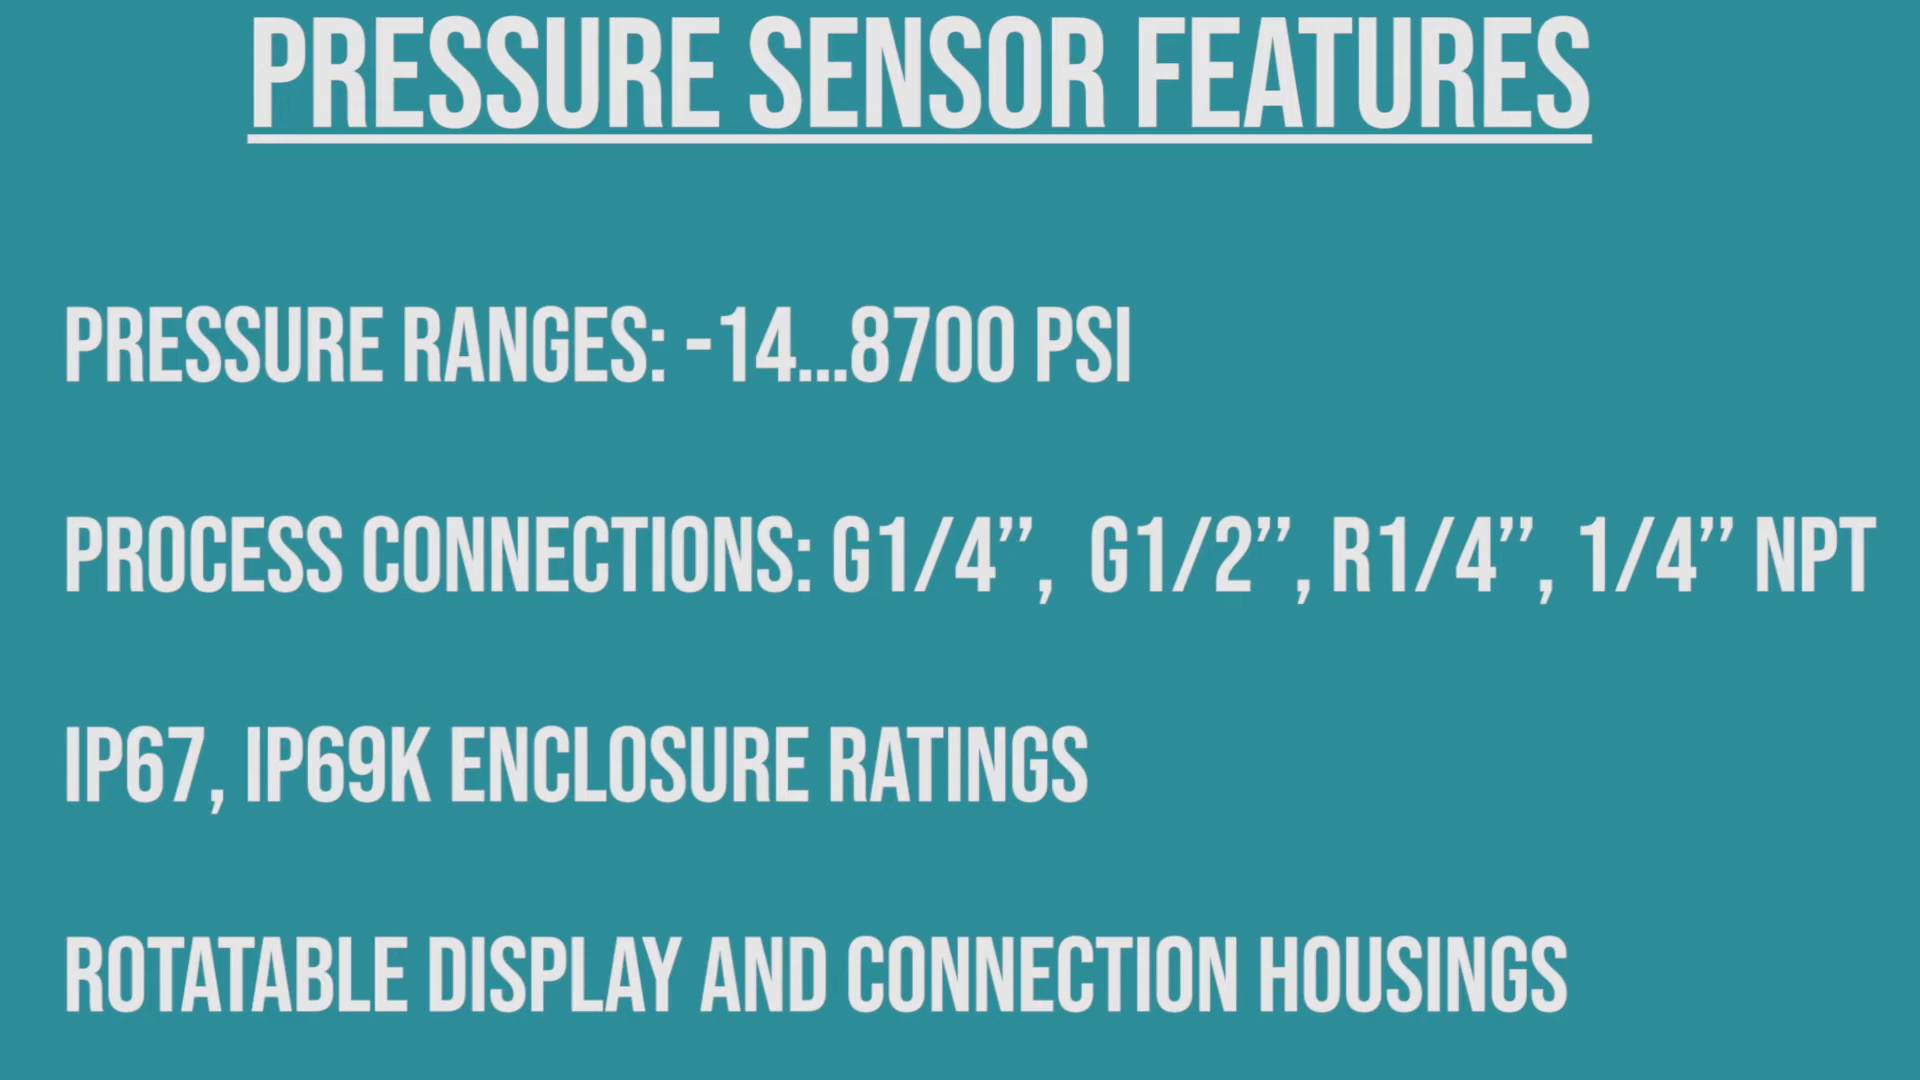 PRESSURE SENSOR FEATURES
PRESSURE RANGES: -14...8700 PSI
PROCESS CONNECTIONS: G1/4”, G1/2”, R1/4”, 1/4” NPT
IP67, IP69K ENCLOSURE RATINGS
ROTATABLE DISPLAY AND CONNECTION HOUSINGS